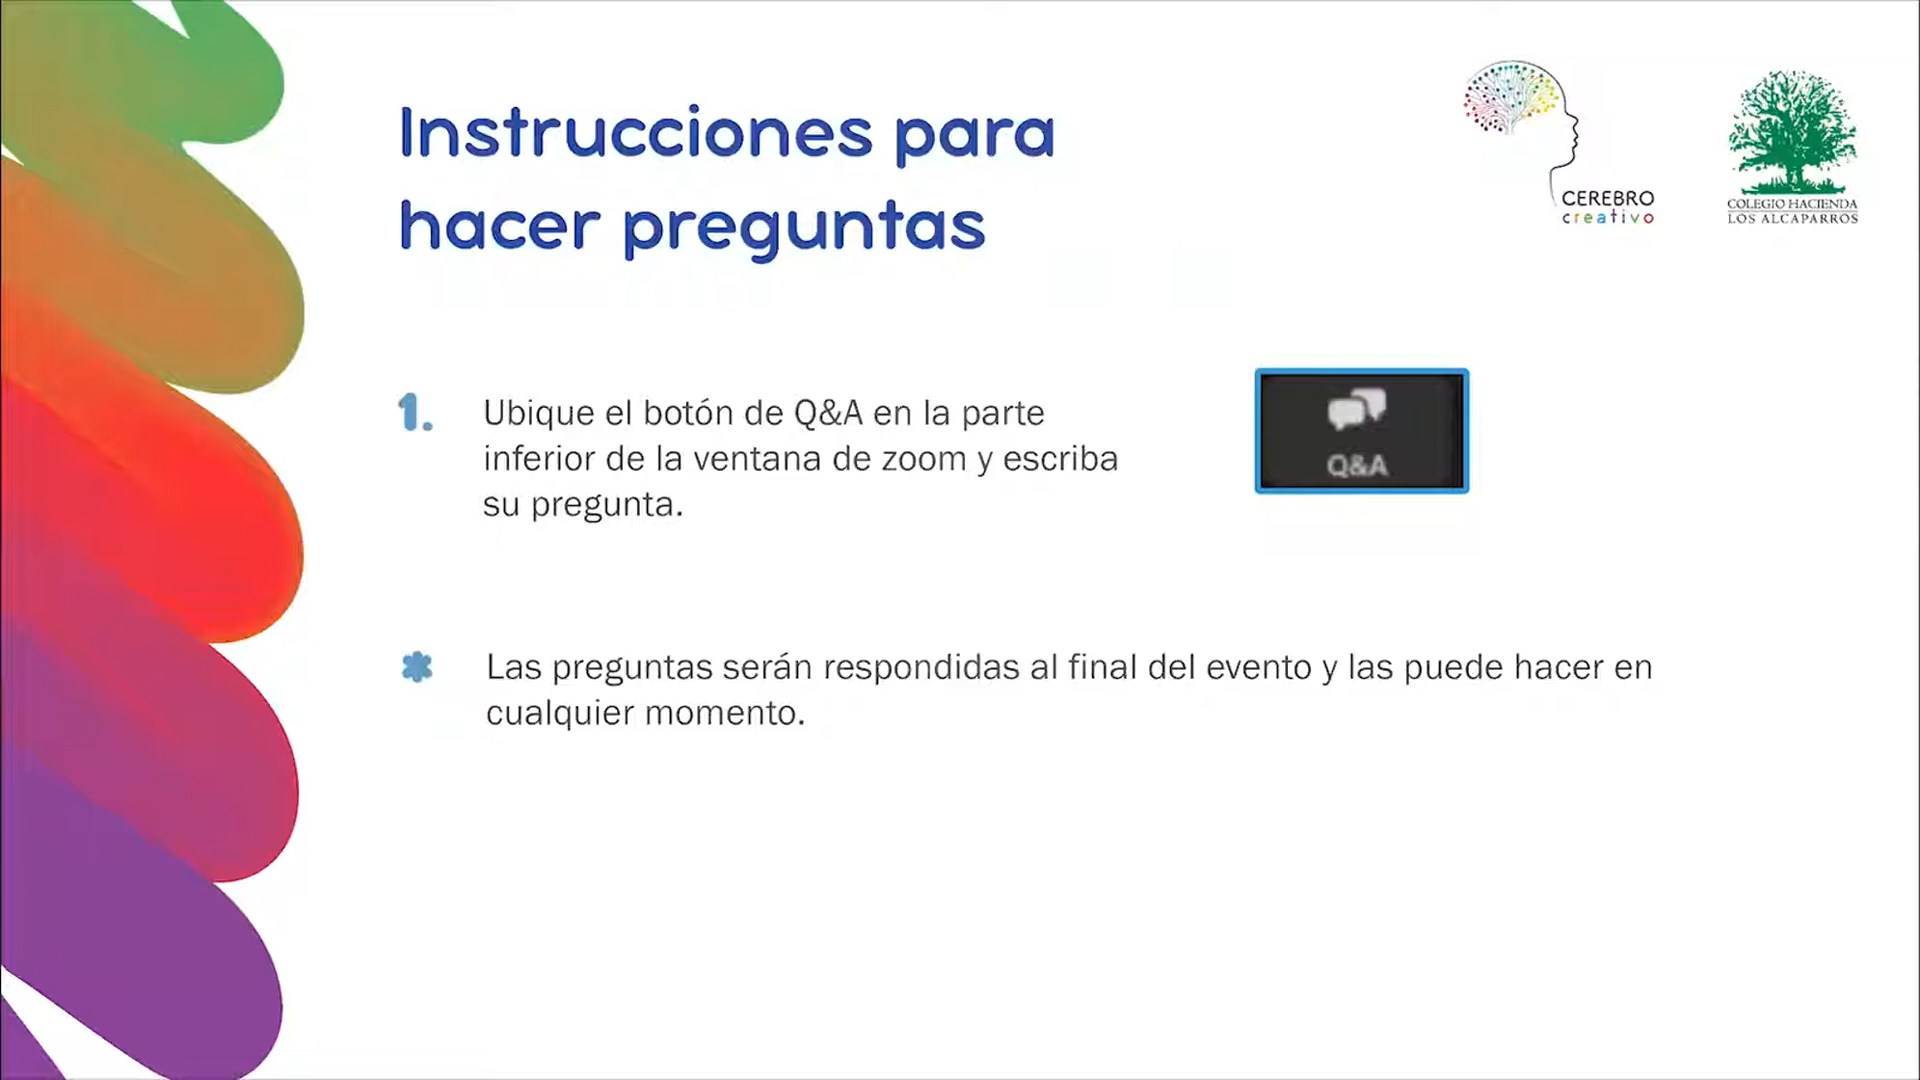 Instrucciones para
hacer preguntas
CEREBRO
creativo
COLEGIO HACIENDA
LOS ALCAPARROS
1. Ubique el botón de Q&A en la parte
inferior de la ventana de zoom y escriba
su pregunta.
Q&A
* Las preguntas serán respondidas al final del evento y las puede hacer en
cualquier momento.